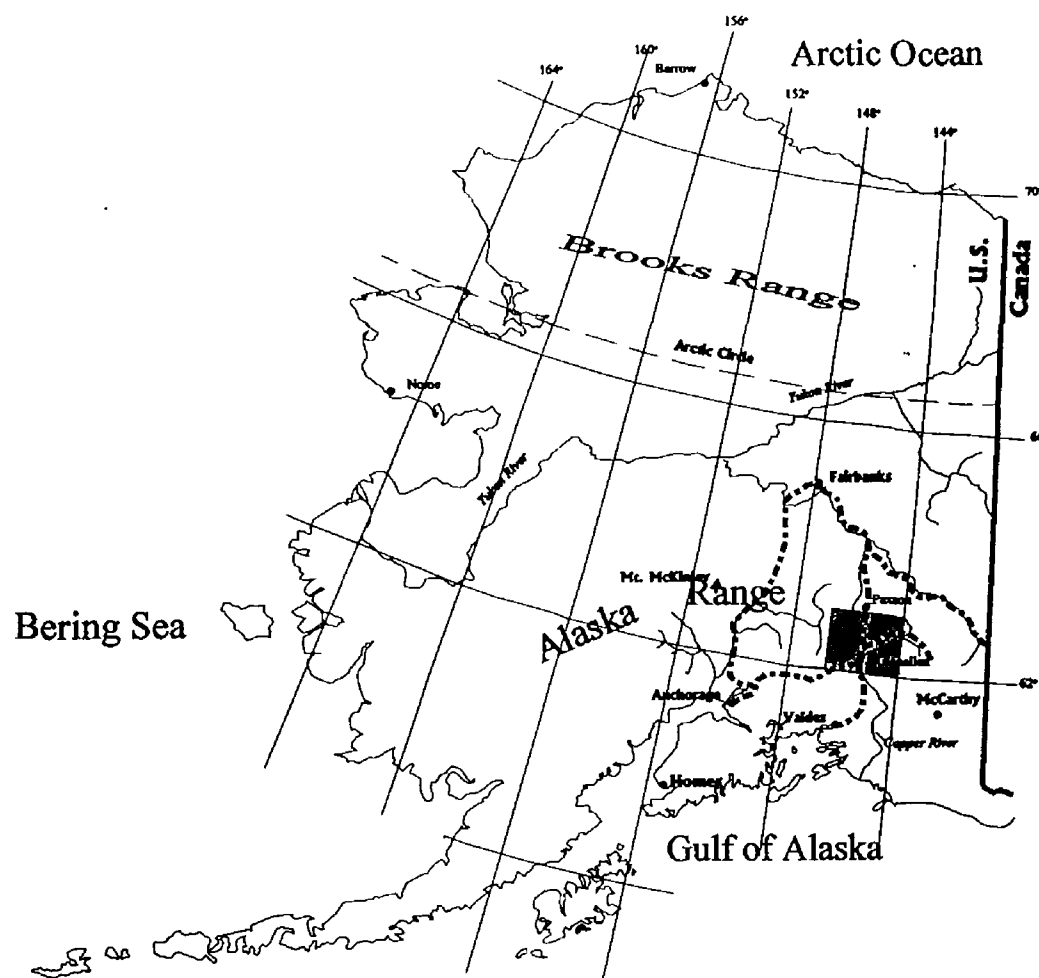 156°
Arctic Ocean
160°
Barrow
164°
152°
148°
144°
70°
Brooks Range
U.S.
Canada
Arctic Circle
Yukon River
Nome
Yukon River
Fairbanks
Mt. McKinley
Range
Paxson
Bering Sea
Alaska
62°
Anchorage
McCarthy
Valdez
Copper River
Homer
Gulf of Alaska